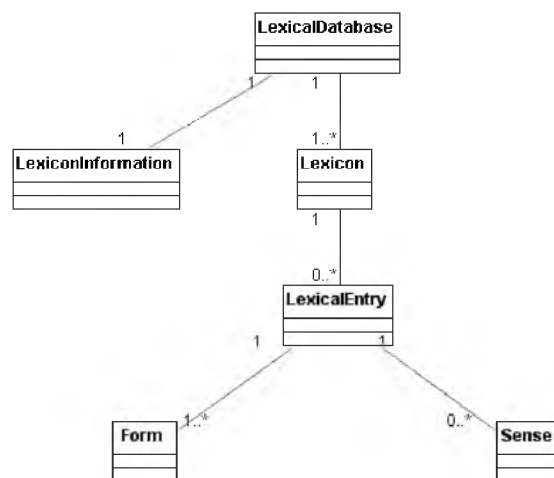 LexicalDatabase
1
1
1
1..*
LexiconInformation
Lexicon
1
0..*
LexicalEntry
1
1
1..*
0..*
Form
Sense